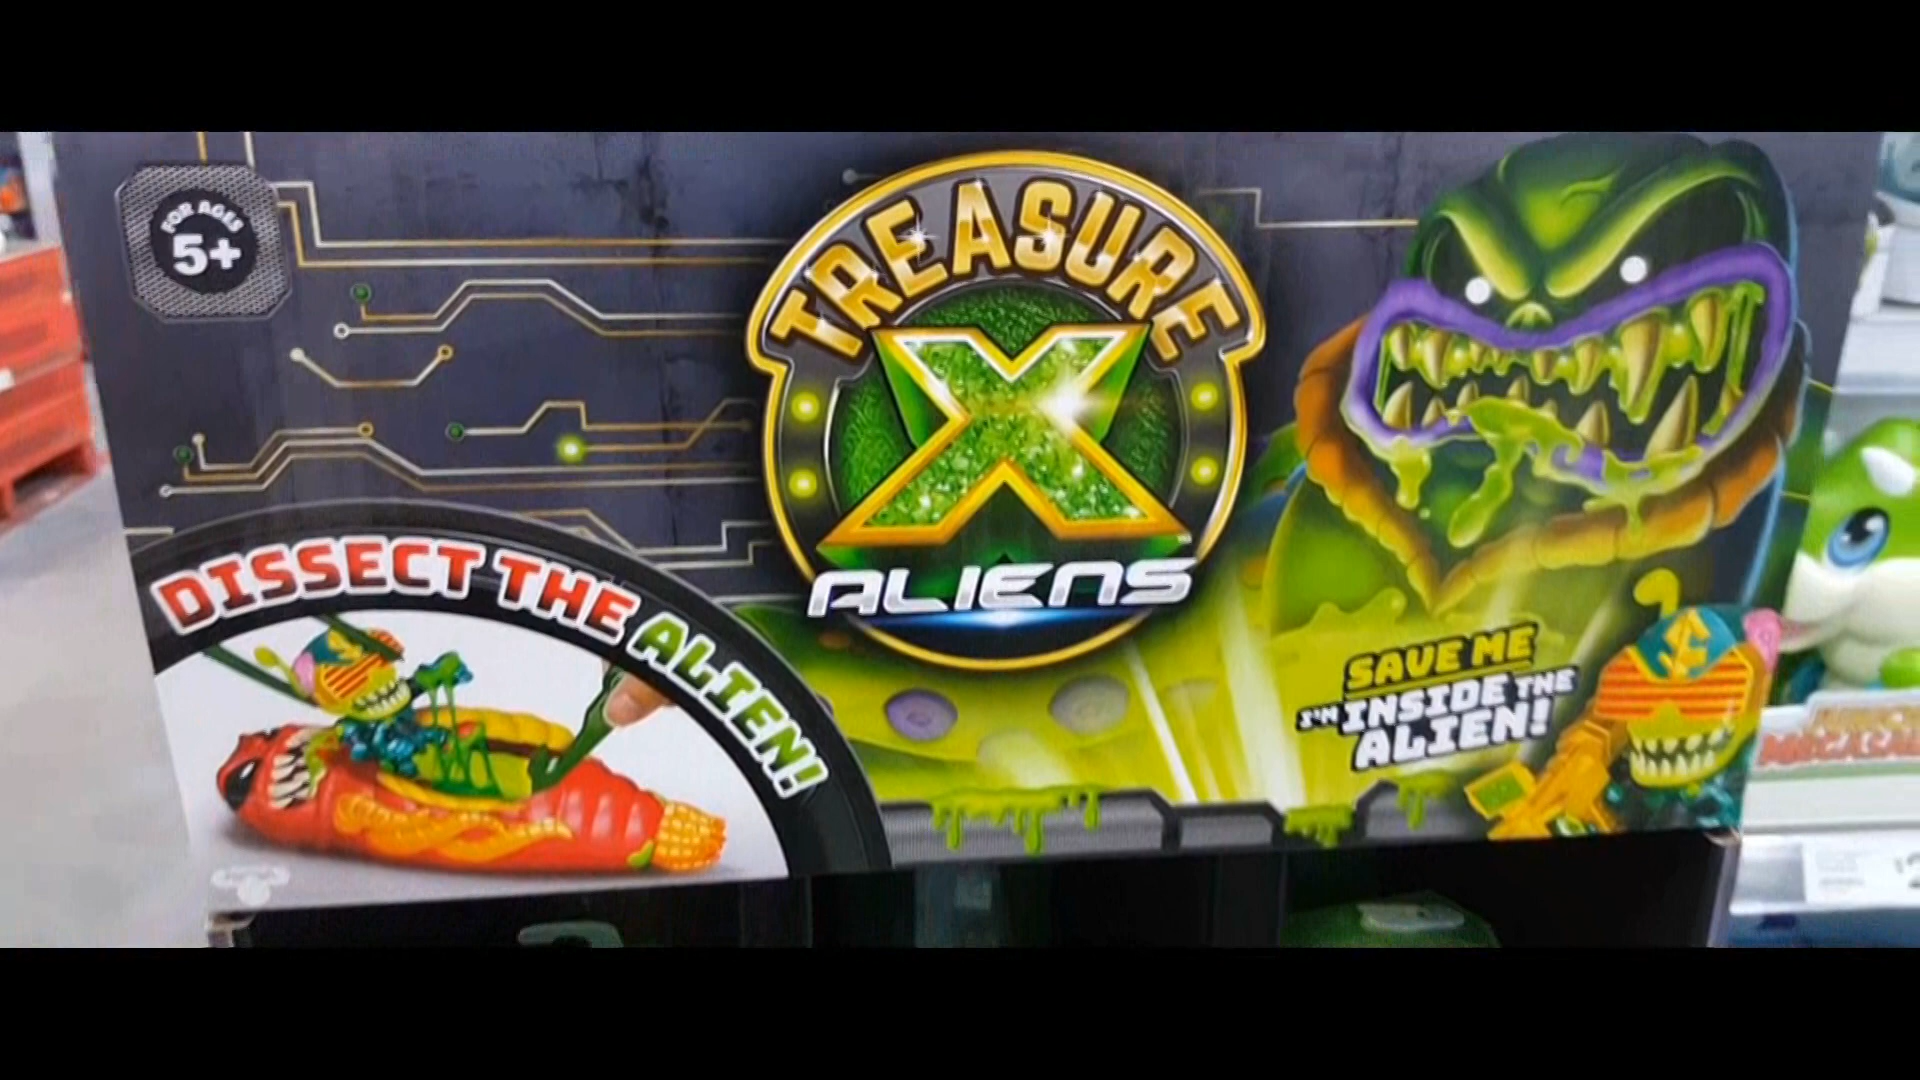 FOR AGES
5+
TREASURE
X
ALIENS
DISSECT THE ALIEN!
SAVE ME
I'M INSIDE THE
ALIEN!